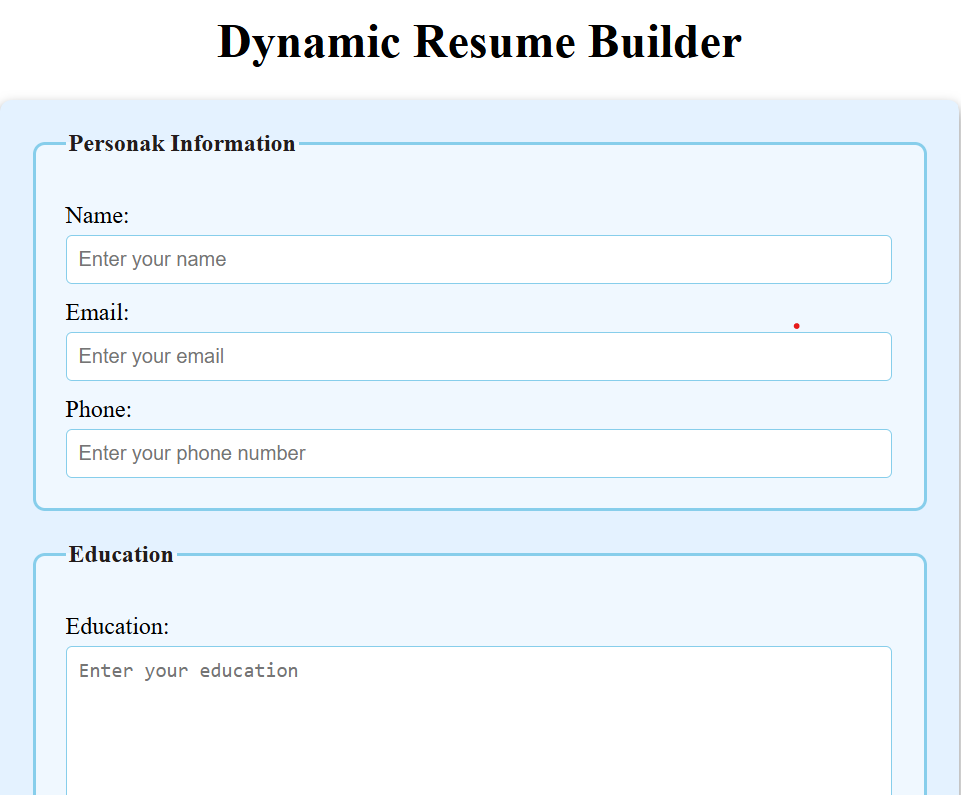 Dynamic Resume Builder
Personak Information
Name:
Enter your name
Email:
Enter your email
Phone:
Enter your phone number
Education
Education:
Enter your education